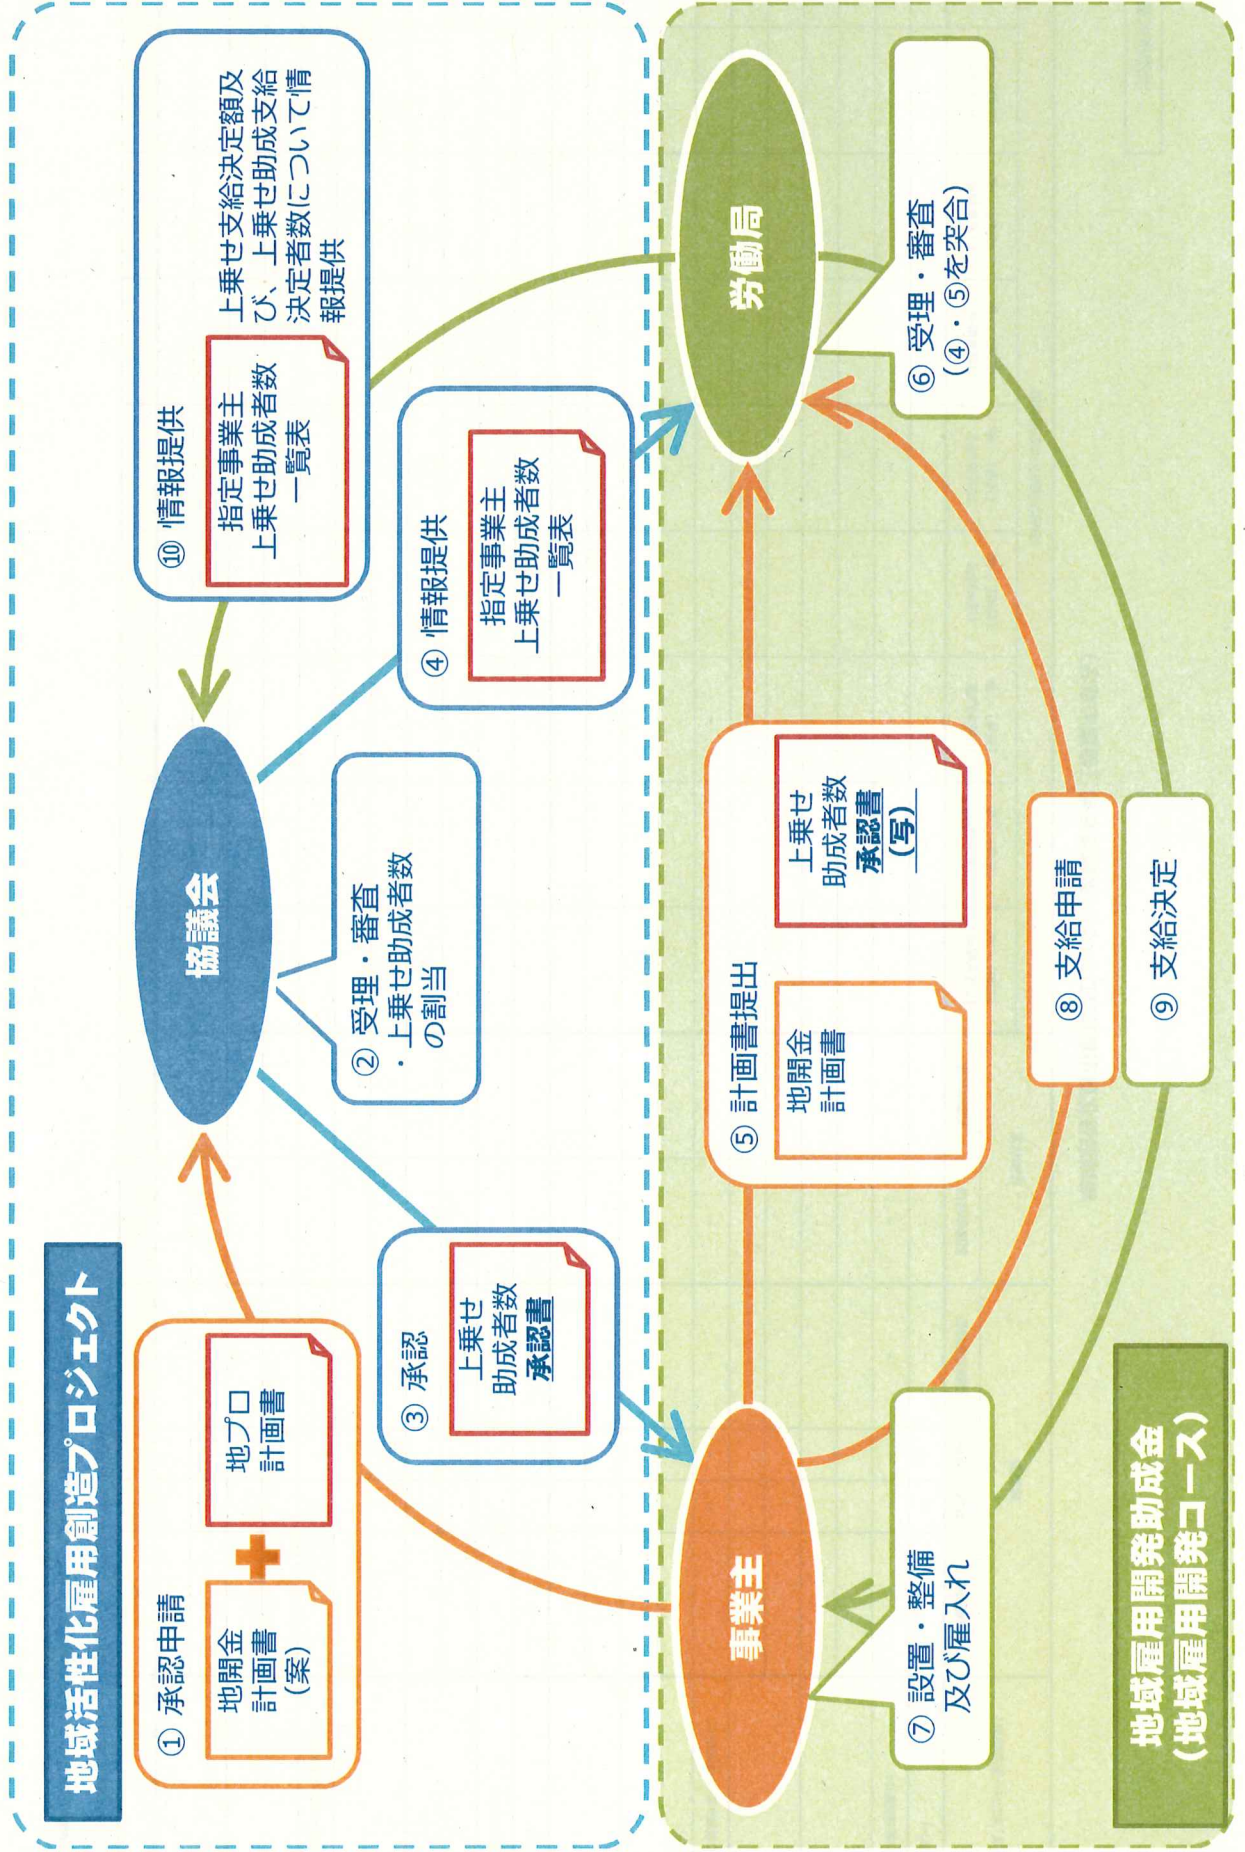 地域活性化雇用創造プロジェクト
① 承認申請
地開金
計画書
（案）
地プロ
計画書
協議会
② 受理・審査
・上乗せ助成者数
の割当
③ 承認
上乗せ
助成者数
承認書
④ 情報提供
指定事業主
上乗せ助成者数
一覧表
⑩ 情報提供
指定事業主
上乗せ助成者数
一覧表
上乗せ支給決定額及
び、上乗せ助成支給
決定者数について情
報提供
事業主
労働局
⑤ 計画書提出
地開金
計画書
上乗せ
助成者数
承認書
（写）
⑥ 受理・審査
(④・⑤を突合)
⑦ 設置・整備
及び雇入れ
⑧ 支給申請
⑨ 支給決定
地域雇用開発助成金
（地域雇用開発コース）